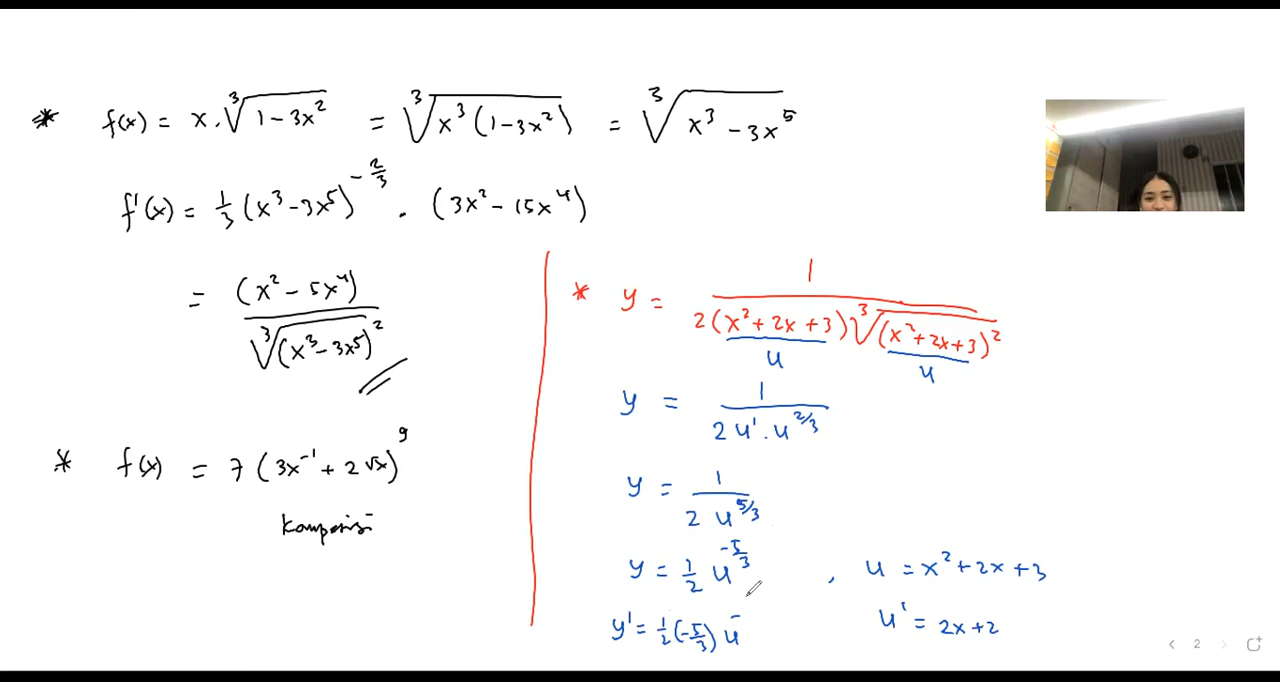 * f(x) = x.∛(1-3x²) = ∛(x³(1-3x²)) = ∛(x³-3x⁵)
f'(x) = 1/3 (x³-3x⁵)^(-2/3) . (3x²-15x⁴)
= (x²-5x⁴) / ∛((x³-3x⁵)²)
* f(x) = 7(3x⁻¹+2√x)⁹
Komposisi
* y = 1 / (2(x²+2x+3)∛((x²+2x+3)²))
u
u
y = 1 / (2u¹.u^(2/3))
y = 1 / (2u^(5/3))
y = 1/2 u^(-5/3) , u = x²+2x+3
y' = 1/2(-5/3)u⁻
u' = 2x+2
2